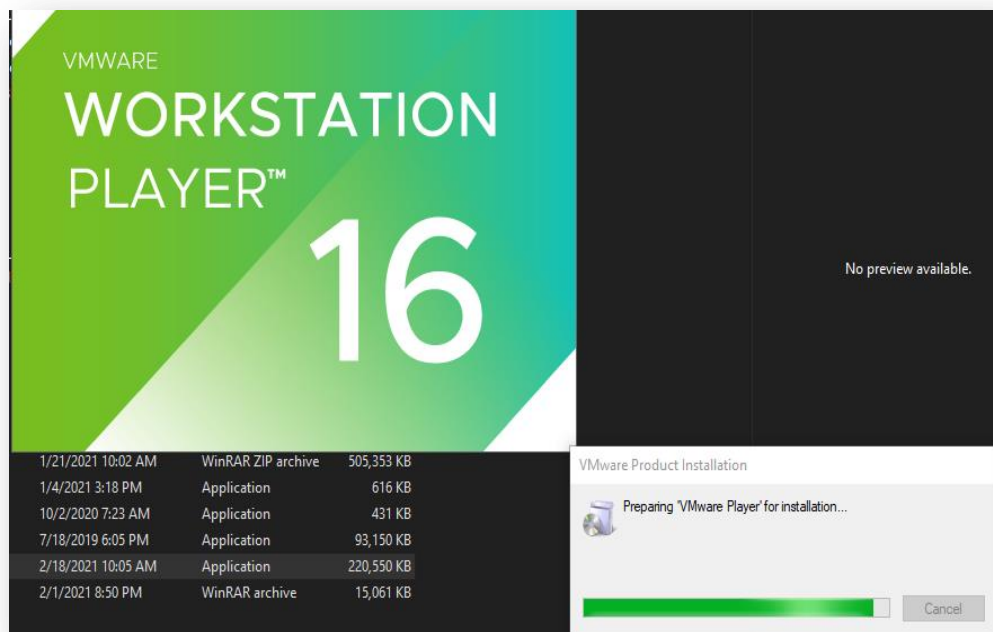 VMWARE
WORKSTATION
PLAYER™
16
No preview available.
1/21/2021 10:02 AM WinRAR ZIP archive 505,353 KB
1/4/2021 3:18 PM Application 616 KB
10/2/2020 7:23 AM Application 431 KB
7/18/2019 6:05 PM Application 93,150 KB
2/18/2021 10:05 AM Application 220,550 KB
2/1/2021 8:50 PM WinRAR archive 15,061 KB
VMware Product Installation
Preparing 'VMware Player' for installation...
Cancel